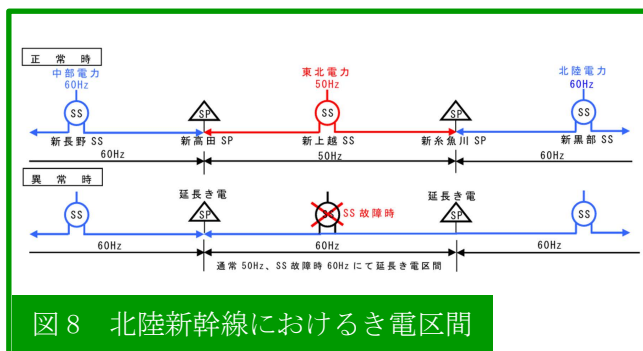 正常時
中部電力 東北電力 北陸電力
60Hz 50Hz 60Hz
SS SP SS SP SS
新長野 SS 新高田 SP 新上越 SS 新糸魚川 SP 新黒部 SS
60Hz 50Hz 60Hz
異常時
延長き電 延長き電
SS SP SS SS故障時 SP SS
60Hz 60Hz 60Hz
通常 50Hz、SS 故障時 60Hz にて延長き電区間
図8 北陸新幹線におけるき電区間